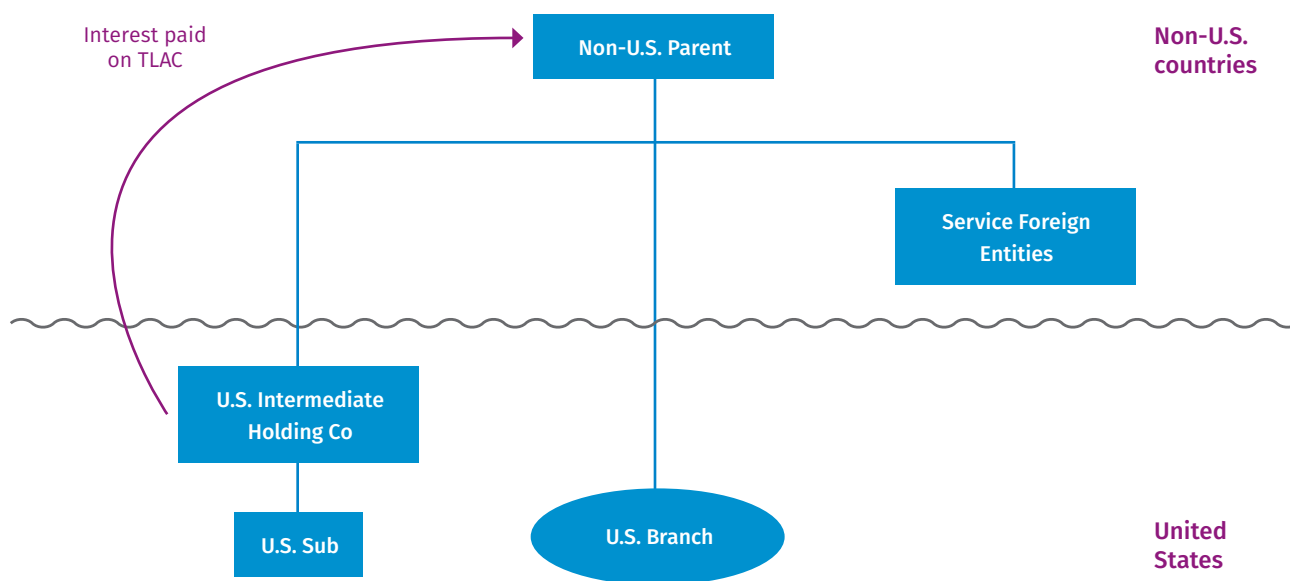 Interest paid
on TLAC
Non-U.S. Parent
Non-U.S.
countries
Service Foreign
Entities
U.S. Intermediate
Holding Co
U.S. Sub
U.S. Branch
United
States